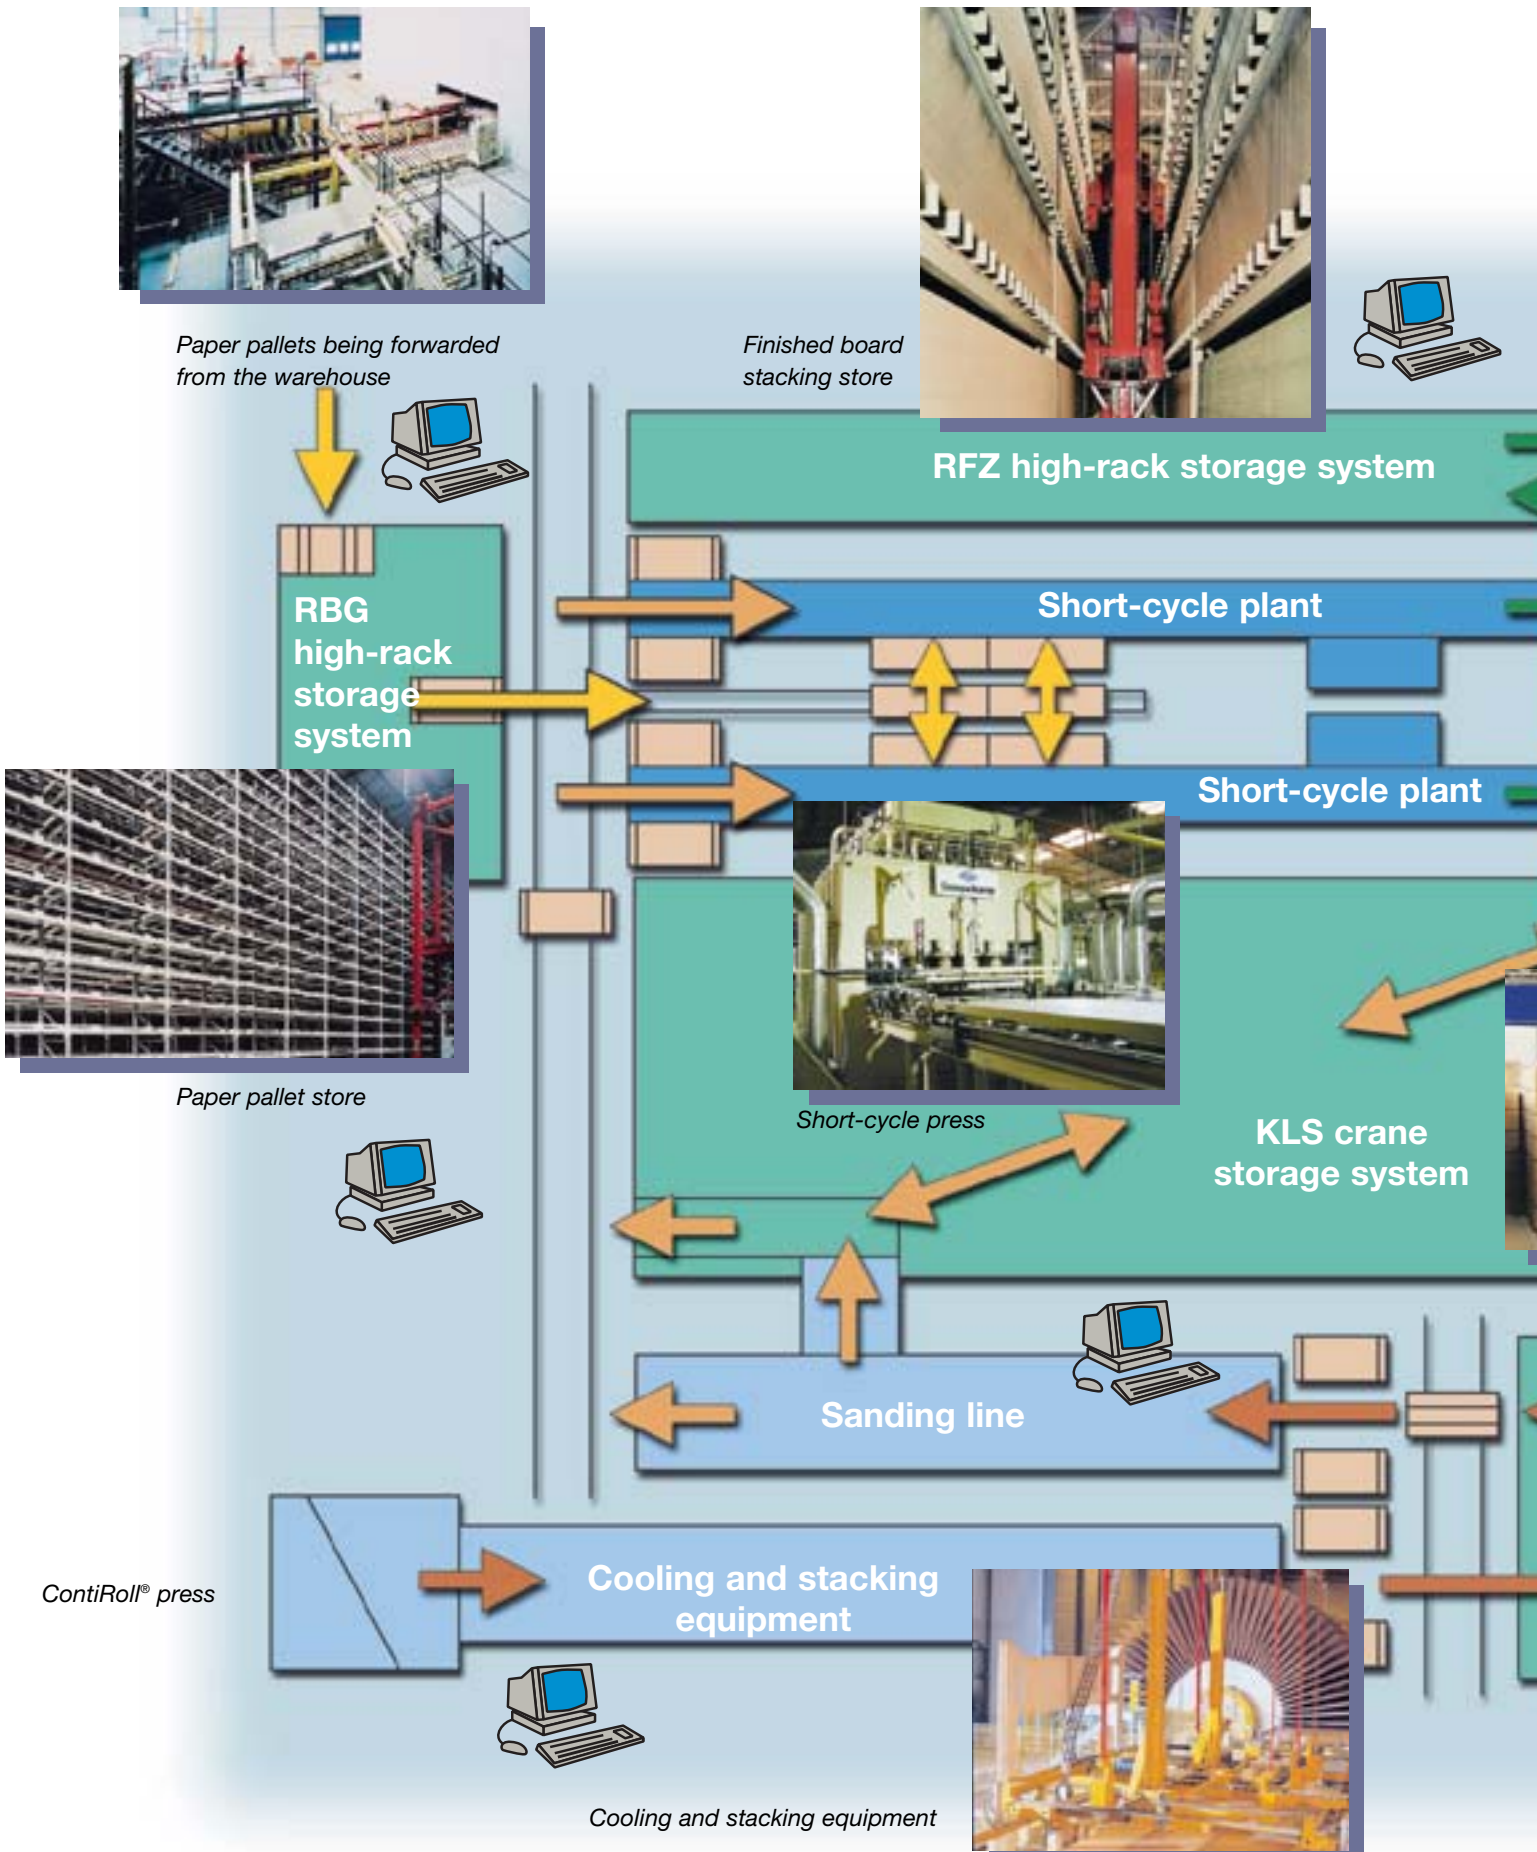 Paper pallets being forwarded
from the warehouse
Finished board
stacking store
RFZ high-rack storage system
RBG
high-rack
storage
system
Short-cycle plant
Short-cycle plant
Paper pallet store
Short-cycle press
KLS crane
storage system
Sanding line
ContiRoll® press
Cooling and stacking
equipment
Cooling and stacking equipment